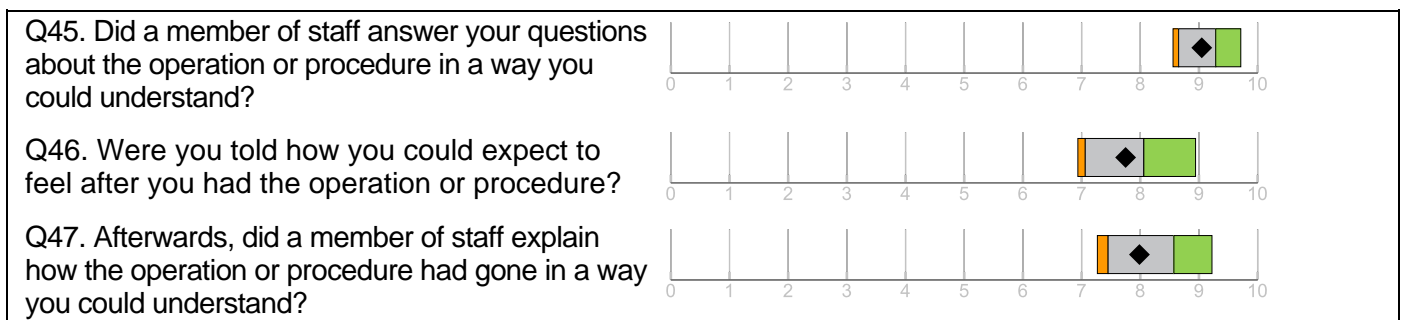 Q45. Did a member of staff answer your questions
about the operation or procedure in a way you
could understand?
0 1 2 3 4 5 6 7 8 9 10
Q46. Were you told how you could expect to
feel after you had the operation or procedure?
0 1 2 3 4 5 6 7 8 9 10
Q47. Afterwards, did a member of staff explain
how the operation or procedure had gone in a way
you could understand?
0 1 2 3 4 5 6 7 8 9 10